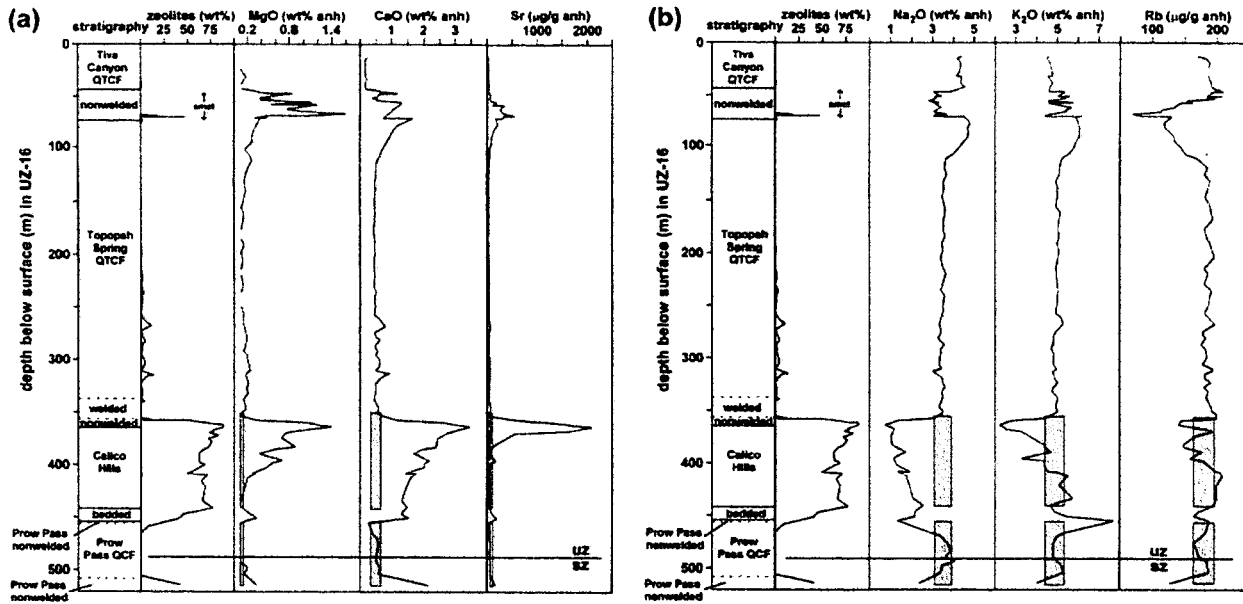 (a)
stratigraphy
zeolites (wt%)
25 50 75
MgO (wt% anh)
0.2 0.8 1.4
CaO (wt% anh)
1 2 3
Sr (µg/g anh)
1000 2000
depth below surface (m) in UZ-16
0
100
200
300
400
500
Tiva
Canyon
QTCF
nonwelded
smct
Topopah
Spring
QTCF
welded
nonwelded
Calico
Hills
bedded
Prow Pass
nonwelded
Prow
Pass QCF
Prow Pass
nonwelded
UZ
SZ
(b)
stratigraphy
zeolites (wt%)
25 50 75
Na2O (wt% anh)
1 3 5
K2O (wt% anh)
3 5 7
Rb (µg/g anh)
100 200
depth below surface (m) in UZ-16
0
100
200
300
400
500
Tiva
Canyon
QTCF
nonwelded
smct
Topopah
Spring
QTCF
welded
nonwelded
Calico
Hills
bedded
Prow Pass
nonwelded
Prow
Pass QCF
Prow Pass
nonwelded
UZ
SZ